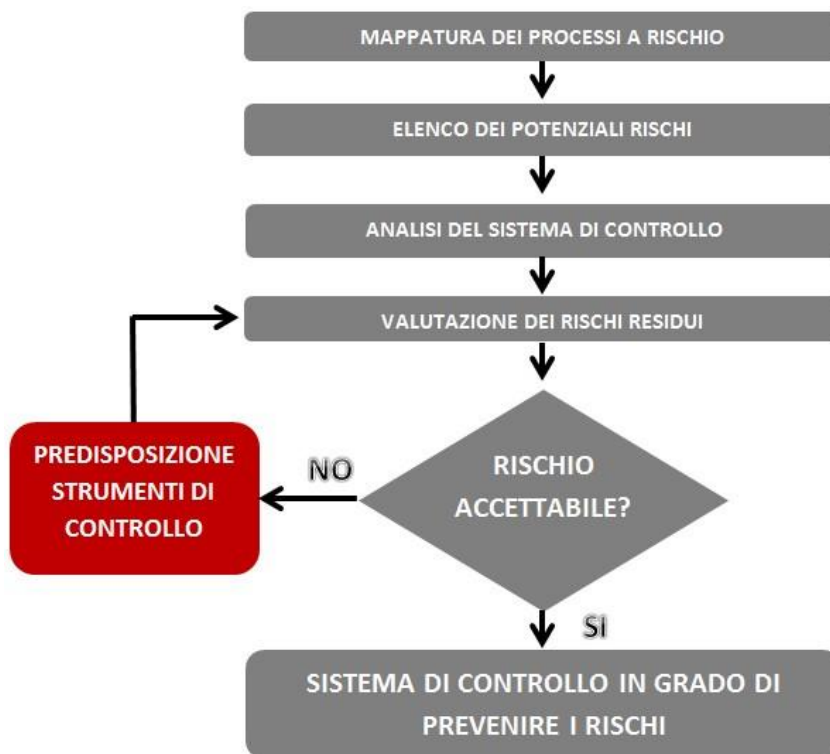 MAPPATURA DEI PROCESSI A RISCHIO
ELENCO DEI POTENZIALI RISCHI
ANALISI DEL SISTEMA DI CONTROLLO
VALUTAZIONE DEI RISCHI RESIDUI
PREDISPOSIZIONE
STRUMENTI DI
CONTROLLO
NO
RISCHIO
ACCETTABILE?
SI
SISTEMA DI CONTROLLO IN GRADO DI
PREVENIRE I RISCHI